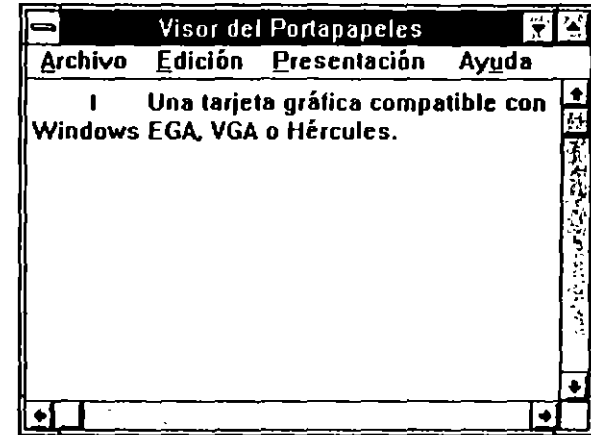 Visor del Portapapeles
Archivo Edición Presentación Ayuda
l Una tarjeta gráfica compatible con
Windows EGA, VGA o Hércules.